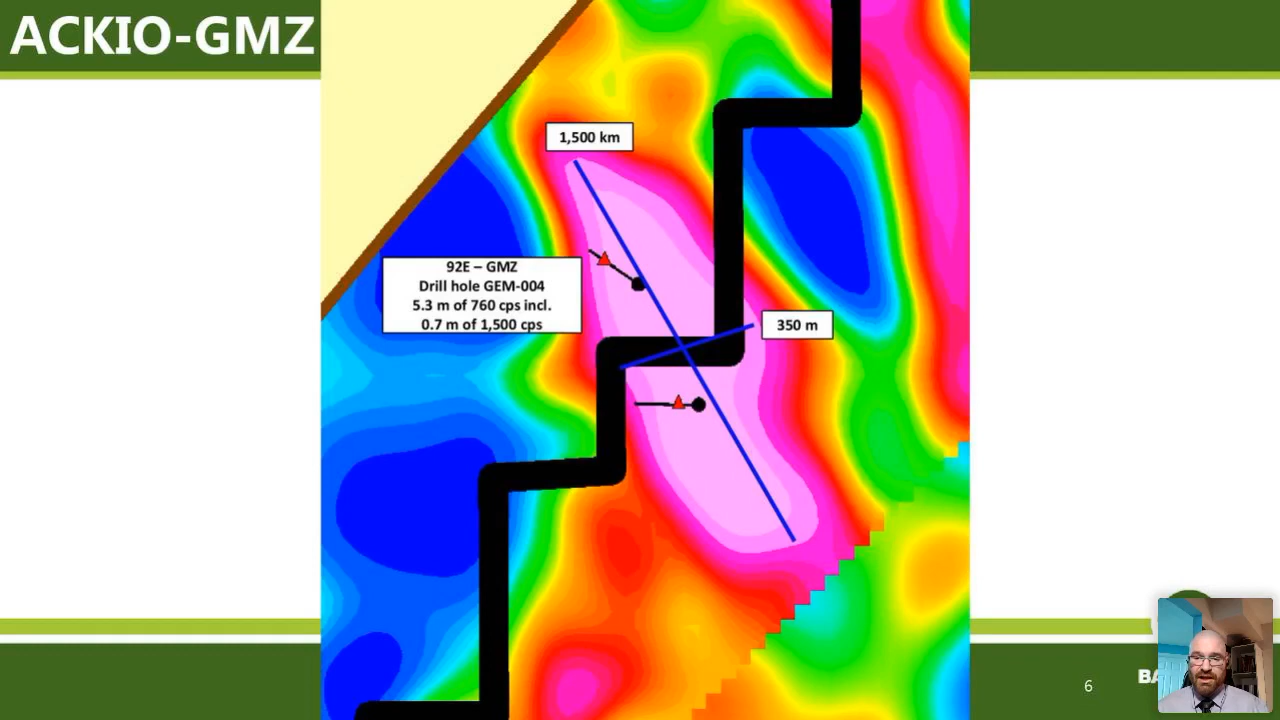 ACKIO-GMZ
1,500 km
92E – GMZ
Drill hole GEM-004
5.3 m of 760 cps incl.
0.7 m of 1,500 cps
350 m
6